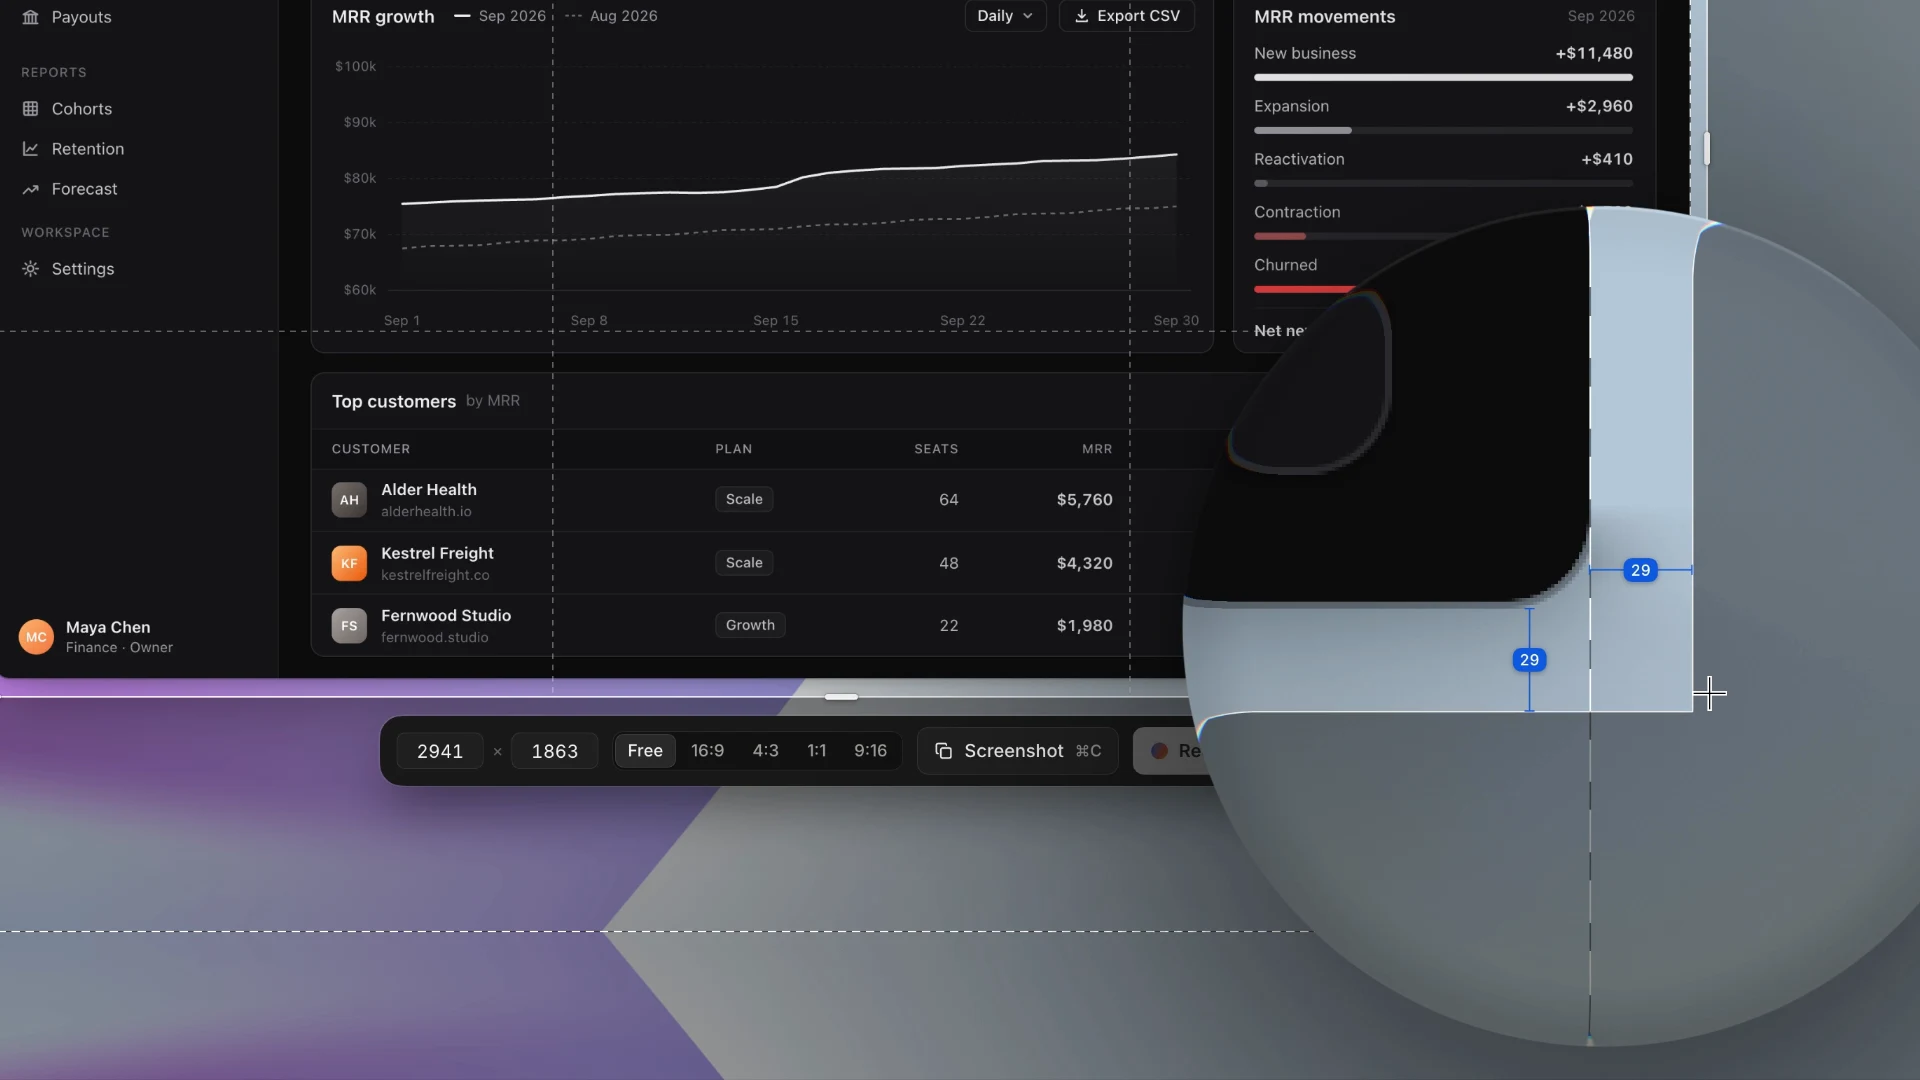 Payouts
REPORTS
Cohorts
Retention
Forecast
WORKSPACE
Settings
Maya Chen
Finance · Owner
MC
MRR growth Sep 2026 Aug 2026 Daily Export CSV
$100k
$90k
$80k
$70k
$60k
Sep 1 Sep 8 Sep 15 Sep 22 Sep 30
MRR movements Sep 2026
New business +$11,480
Expansion +$2,960
Reactivation +$410
Contraction
Churned
Net
Top customers by MRR
CUSTOMER PLAN SEATS MRR
AH Alder Health Scale 64 $5,760
alderhealth.io
KF Kestrel Freight Scale 48 $4,320
kestrelfreight.co
FS Fernwood Studio Growth 22 $1,980
fernwood.studio
29
29
2941 × 1863 Free 16:9 4:3 1:1 9:16 Screenshot ⌘C